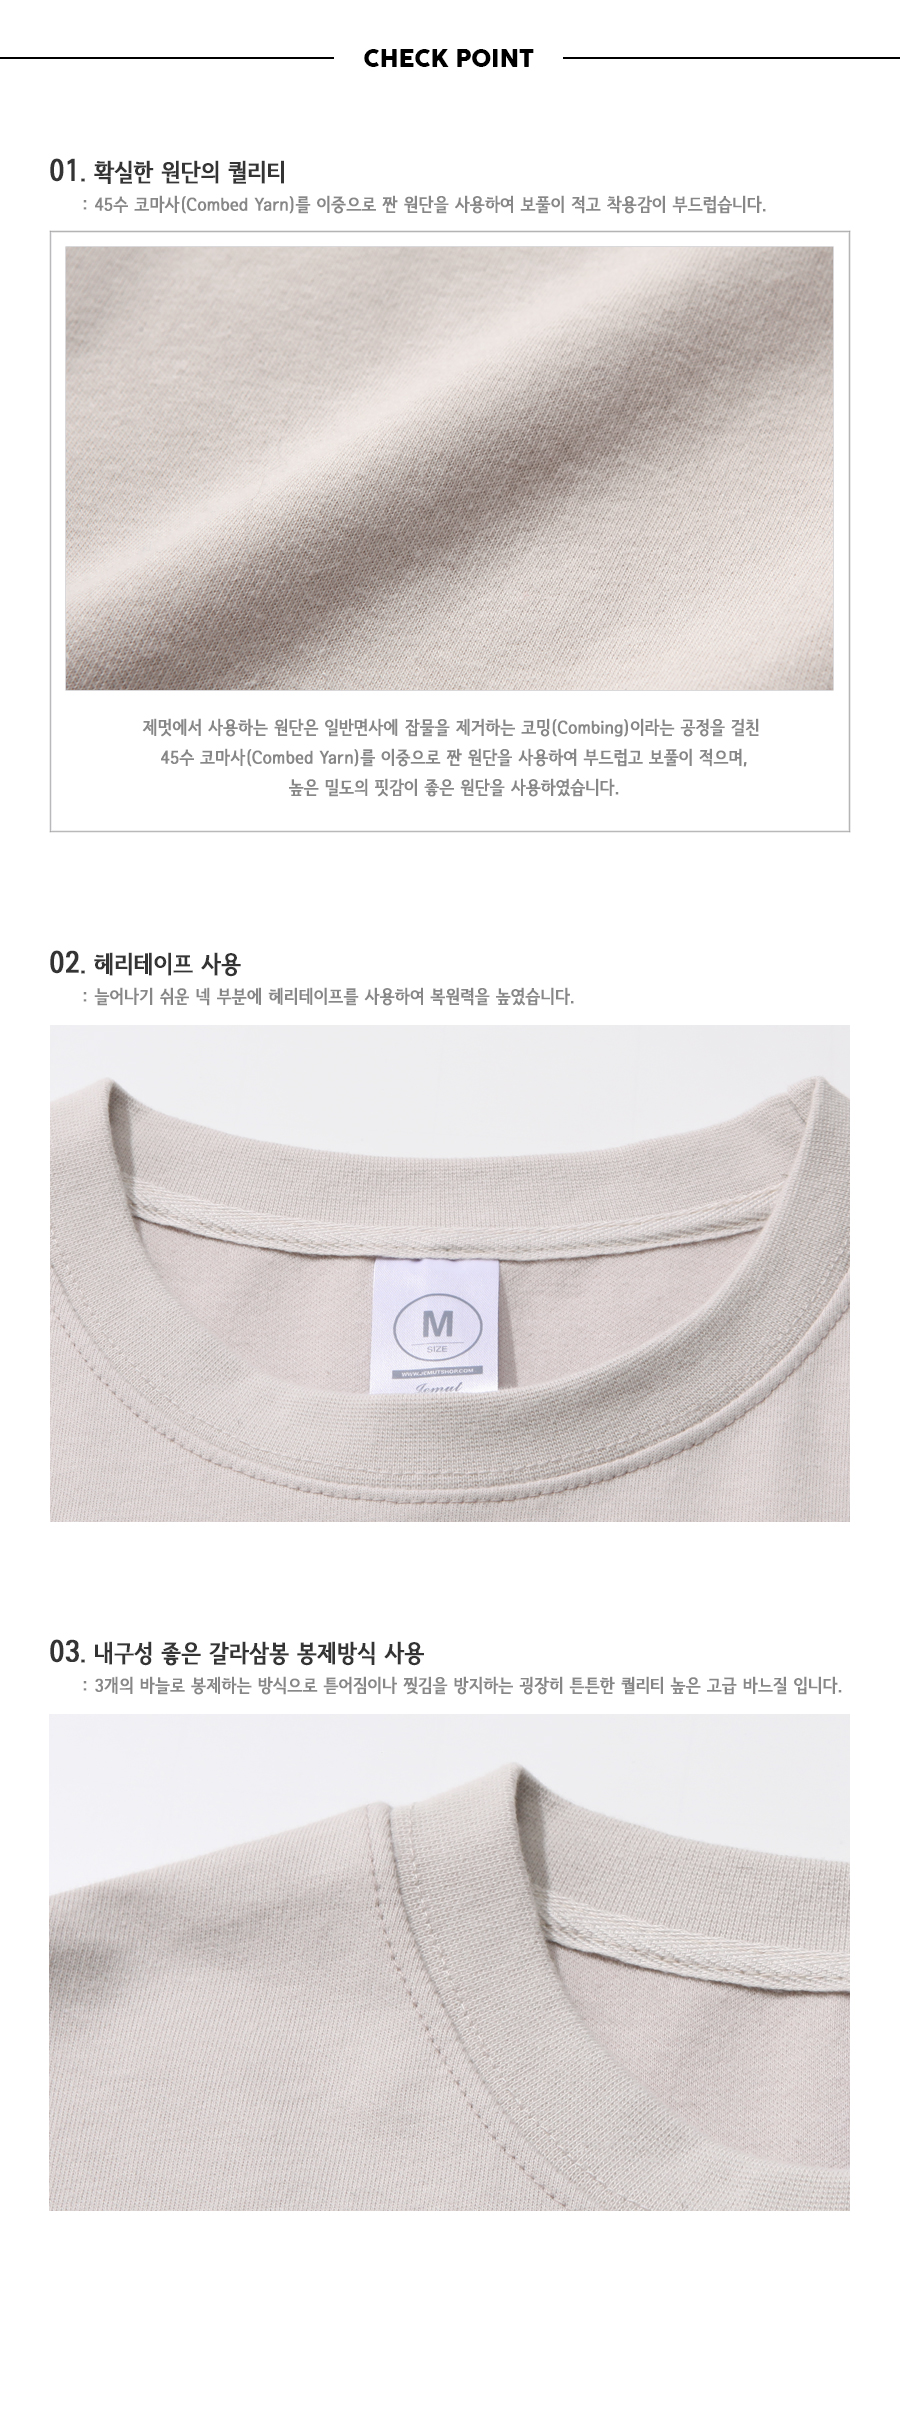 CHECK POINT
01. 확실한 원단의 퀄리티
: 45수 코마사(Combed Yarn)를 이중으로 짠 원단을 사용하여 보풀이 적고 착용감이 부드럽습니다.
제멋에서 사용하는 원단은 일반면사에 잡물을 제거하는 코밍(Combing)이라는 공정을 걸친
45수 코마사(Combed Yarn)를 이중으로 짠 원단을 사용하여 부드럽고 보풀이 적으며,
높은 밀도의 핏감이 좋은 원단을 사용하였습니다.
02. 헤리테이프 사용
: 늘어나기 쉬운 넥 부분에 헤리테이프를 사용하여 복원력을 높였습니다.
M
SIZE
WWW.JEMUTSHOP.COM
Jemut
03. 내구성 좋은 갈라삼봉 봉제방식 사용
: 3개의 바늘로 봉제하는 방식으로 튿어짐이나 찢김을 방지하는 굉장히 튼튼한 퀄리티 높은 고급 바느질 입니다.